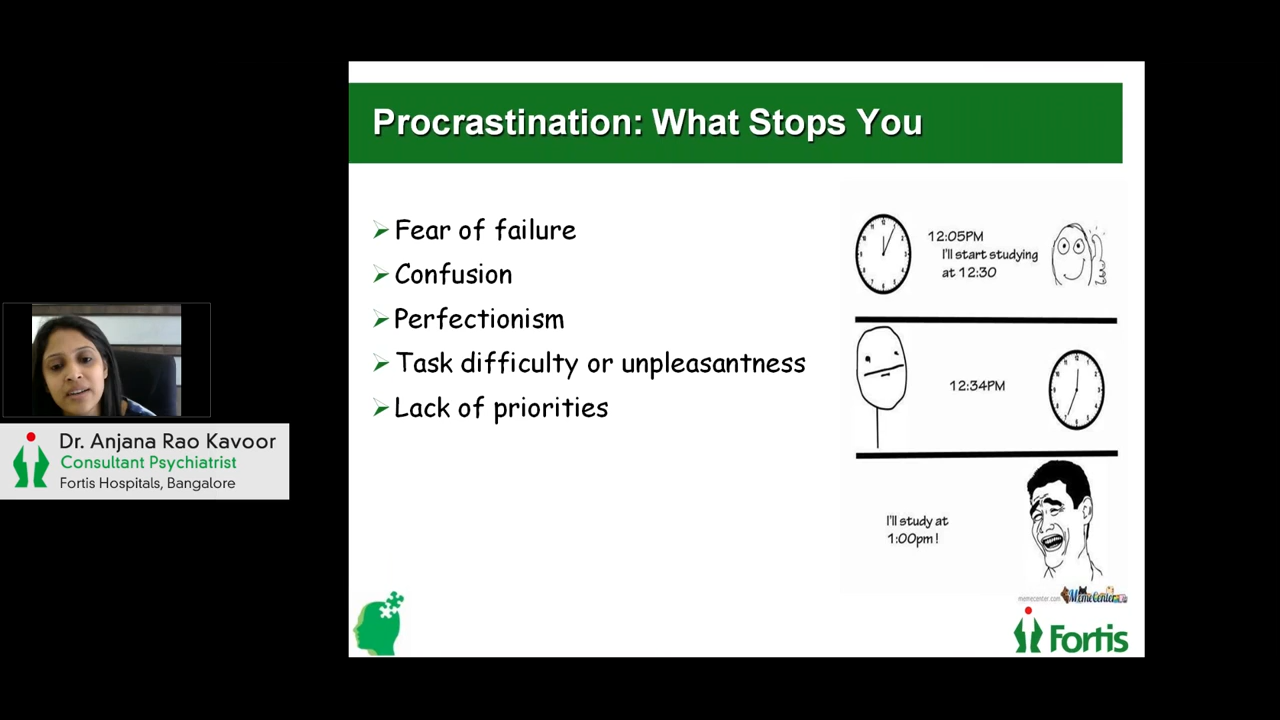 Procrastination: What Stops You
Fear of failure
Confusion
Perfectionism
Task difficulty or unpleasantness
Lack of priorities
12:05PM
I'll start studying
at 12:30
12:34PM
I'll study at
1:00pm!
memecenter.com MemeCenter
Fortis
Dr. Anjana Rao Kavoor
Consultant Psychiatrist
Fortis Hospitals, Bangalore